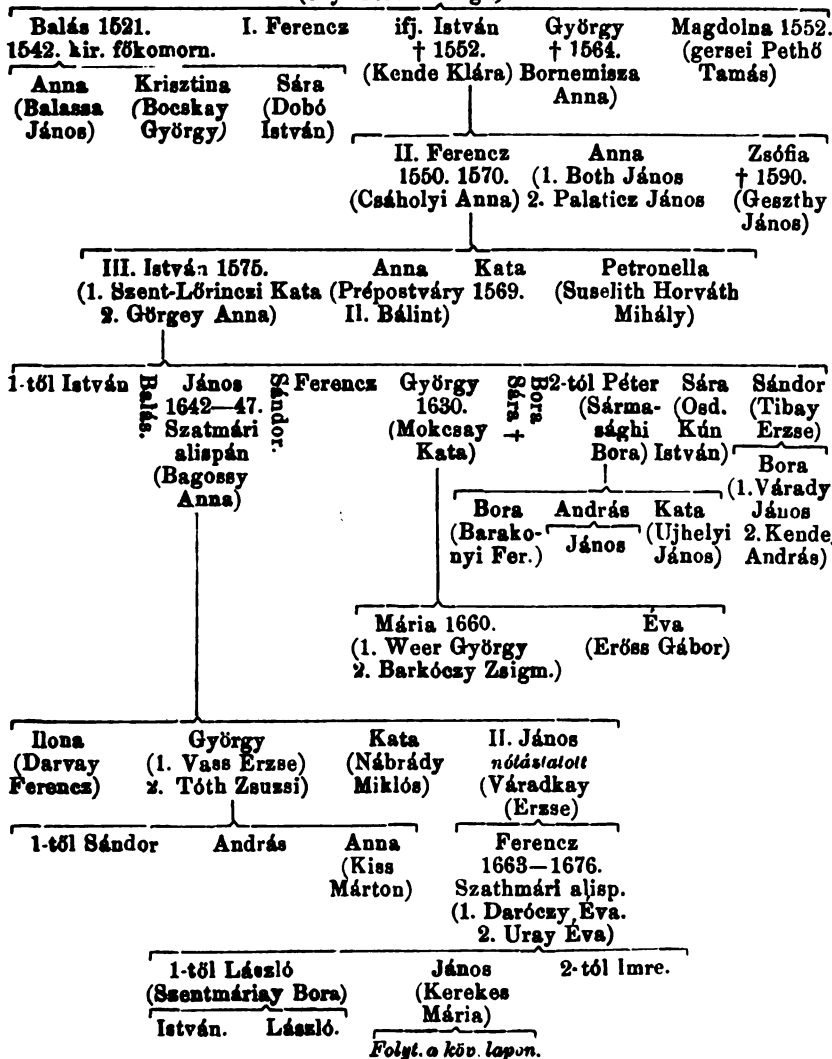 Balás 1521. I. Ferencz ifj. István György Magdolna 1552.
1542. kir. főkomorn. † 1552. † 1564. (gersei Pethő
(Kende Klára) Bornemisza Tamás)
Anna Krisztina Sára Anna)
(Balassa (Bocskay (Dobó
János) György) István)
II. Ferencz Anna Zsófia
1550. 1570. (1. Both János † 1590.
(Csáholyi Anna) 2. Palaticz János (Geszthy
János)
III. István 1575. Anna Kata Petronella
(1. Szent-Lőrinczi Kata (Prépostváry 1569. (Suselith Horváth
2. Görgey Anna) II. Bálint) Mihály)
1-től István Balás. János Sándor. Ferencz György Sára † Bora 2-tól Péter Sára Sándor
1642—47. 1630. (Sárma- (Osd. (Tibay
Szatmári (Mokcsay sághi Kún Erzse)
alispán Kata) Bora) István)
(Bagossy Bora
Anna) (1. Várady
Bora András Kata János
(Barako- János (Ujhelyi 2. Kende
nyi Fer.) János) András)
Mária 1660. Éva
(1. Weer György (Erőss Gábor)
2. Barkóczy Zsigm.)
Ilona György Kata II. János
(Darvay (1. Vass Erzse) (Nábrády nótáztatott
Ferencz) 2. Tóth Zsuzsi) Miklós) (Váradkay
(Erzse)
1-től Sándor András Anna Ferencz
(Kiss 1663—1676.
Márton) Szathmári alisp.
(1. Daróczy Éva.
2. Uray Éva)
1-től László János 2-tól Imre.
(Szentmáriay Bora) (Kerekes
Mária)
István. László.
Folyt. a köv. lapon.